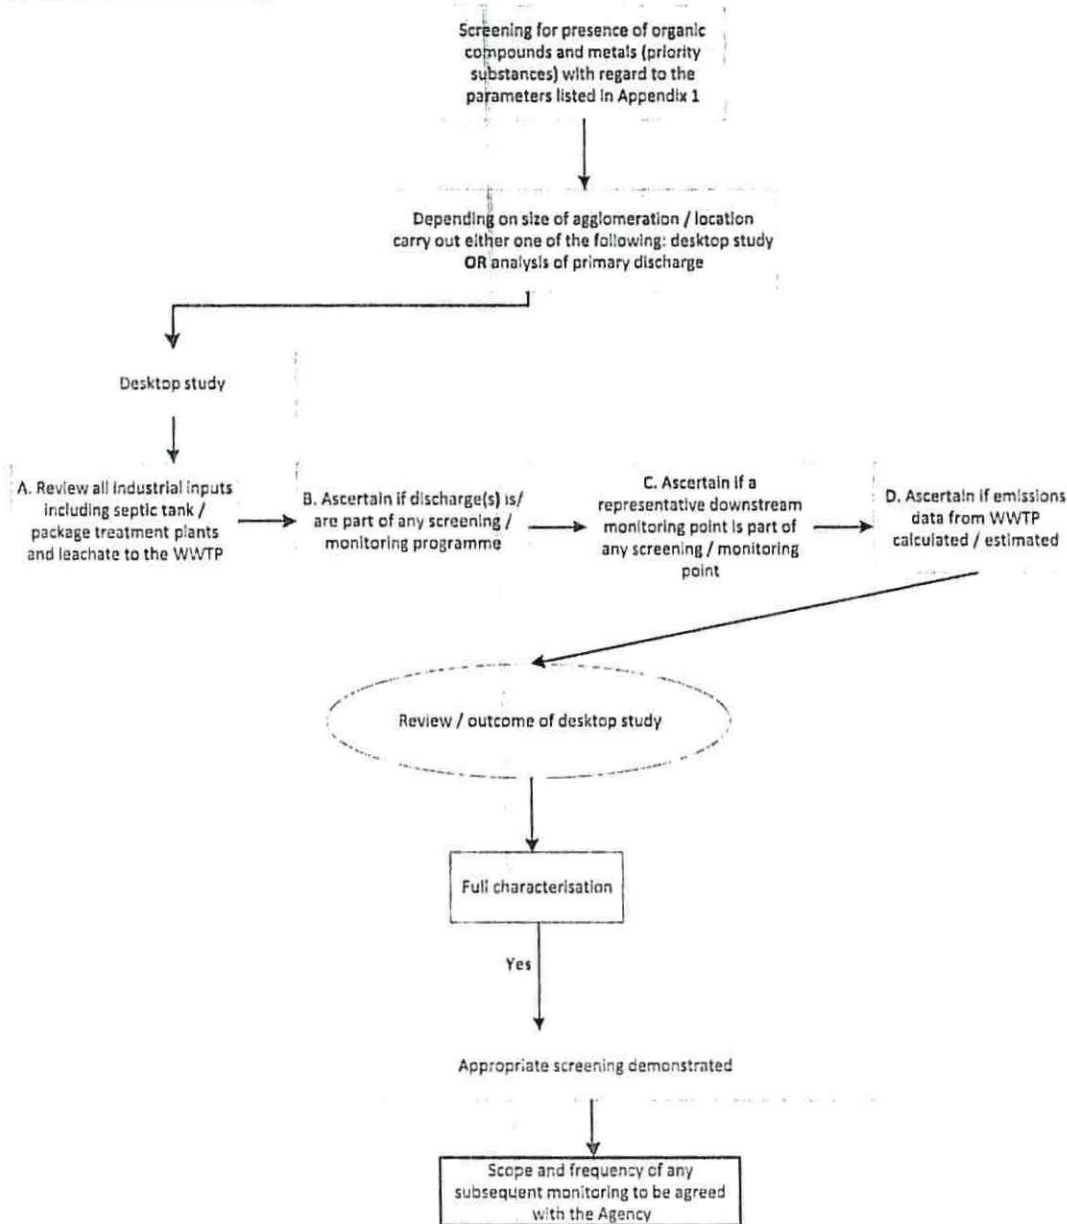 Screening for presence of organic
compounds and metals (priority
substances) with regard to the
parameters listed in Appendix 1
Depending on size of agglomeration / location
carry out either one of the following: desktop study
OR analysis of primary discharge
Desktop study
A. Review all industrial inputs
including septic tank /
package treatment plants
and leachate to the WWTP
B. Ascertain if discharge(s) is/
are part of any screening /
monitoring programme
C. Ascertain if a
representative downstream
monitoring point is part of
any screening / monitoring
point
D. Ascertain if emissions
data from WWTP
calculated / estimated
Review / outcome of desktop study
Full characterisation
Yes
Appropriate screening demonstrated
Scope and frequency of any
subsequent monitoring to be agreed
with the Agency